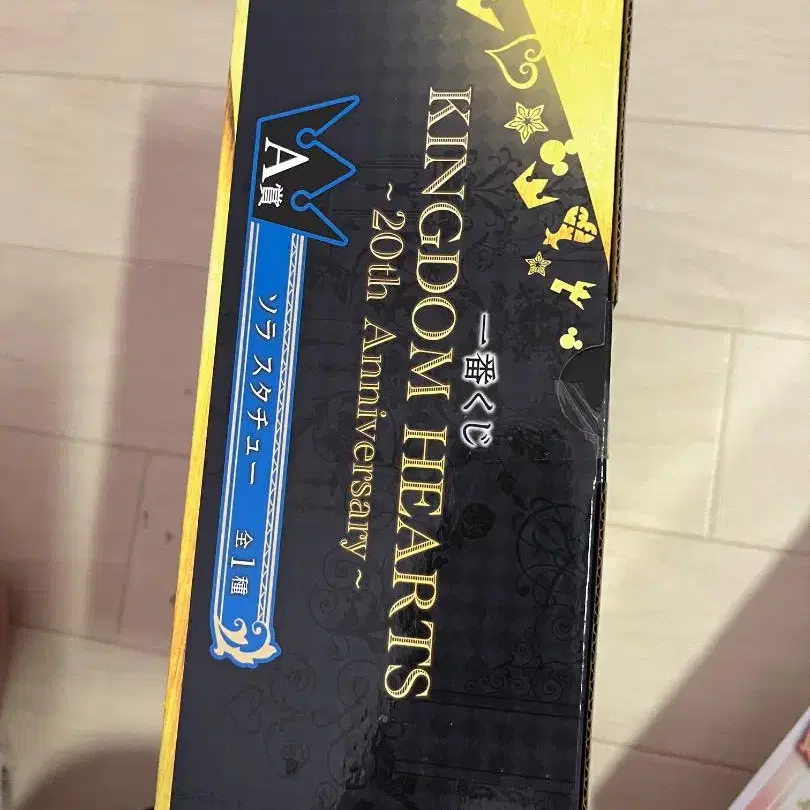 一番くじ
KINGDOM HEARTS
~ 20th Anniversary ~
A賞
ソラ スタチュー 全1種